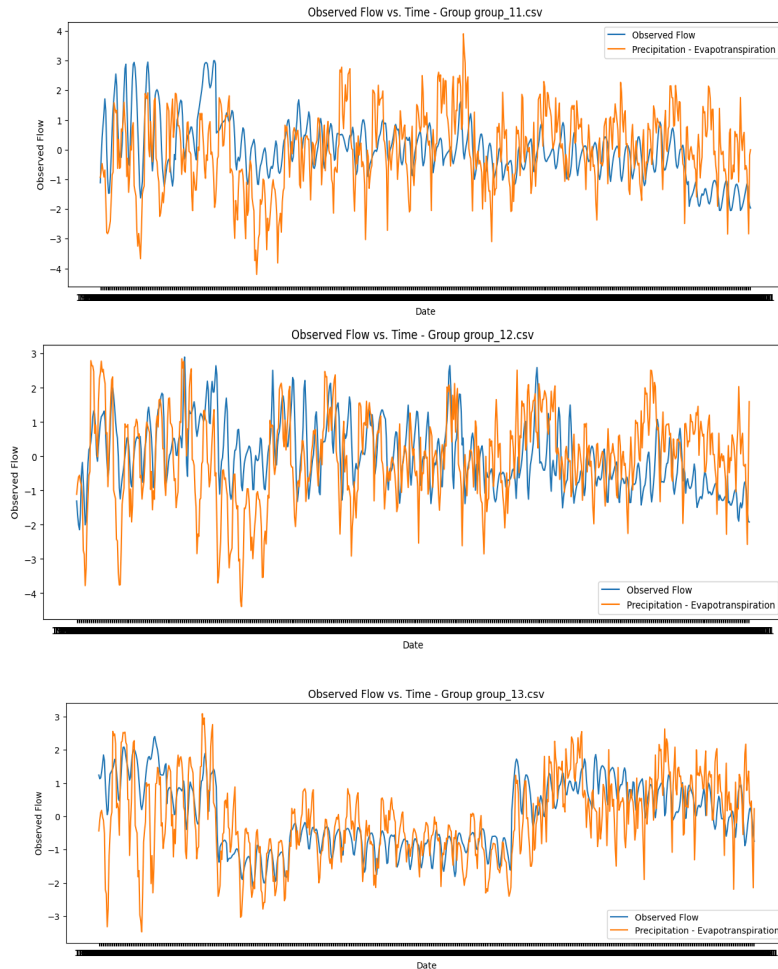 Observed Flow vs. Time - Group group_11.csv
Observed Flow
Precipitation - Evapotranspiration
4
3
2
1
0
−1
−2
−3
−4
Observed Flow
Date
Observed Flow vs. Time - Group group_12.csv
3
2
1
0
−1
−2
−3
−4
Observed Flow
Observed Flow
Precipitation - Evapotranspiration
Date
Observed Flow vs. Time - Group group_13.csv
3
2
1
0
−1
−2
−3
Observed Flow
Observed Flow
Precipitation - Evapotranspiration
Date